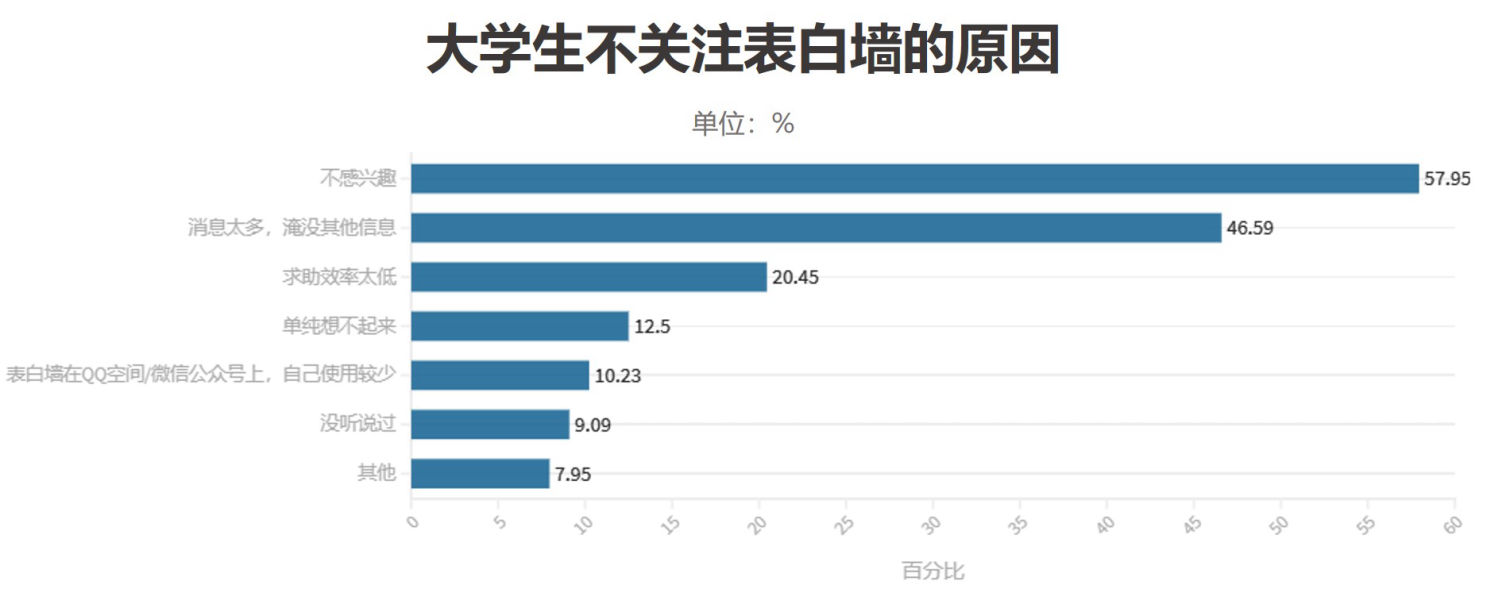 大学生不关注表白墙的原因
单位：%
不感兴趣 57.95
消息太多，淹没其他信息 46.59
求助效率太低 20.45
单纯想不起来 12.5
表白墙在QQ空间/微信公众号上，自己使用较少 10.23
没听说过 9.09
其他 7.95
0 5 10 15 20 25 30 35 40 45 50 55 60
百分比